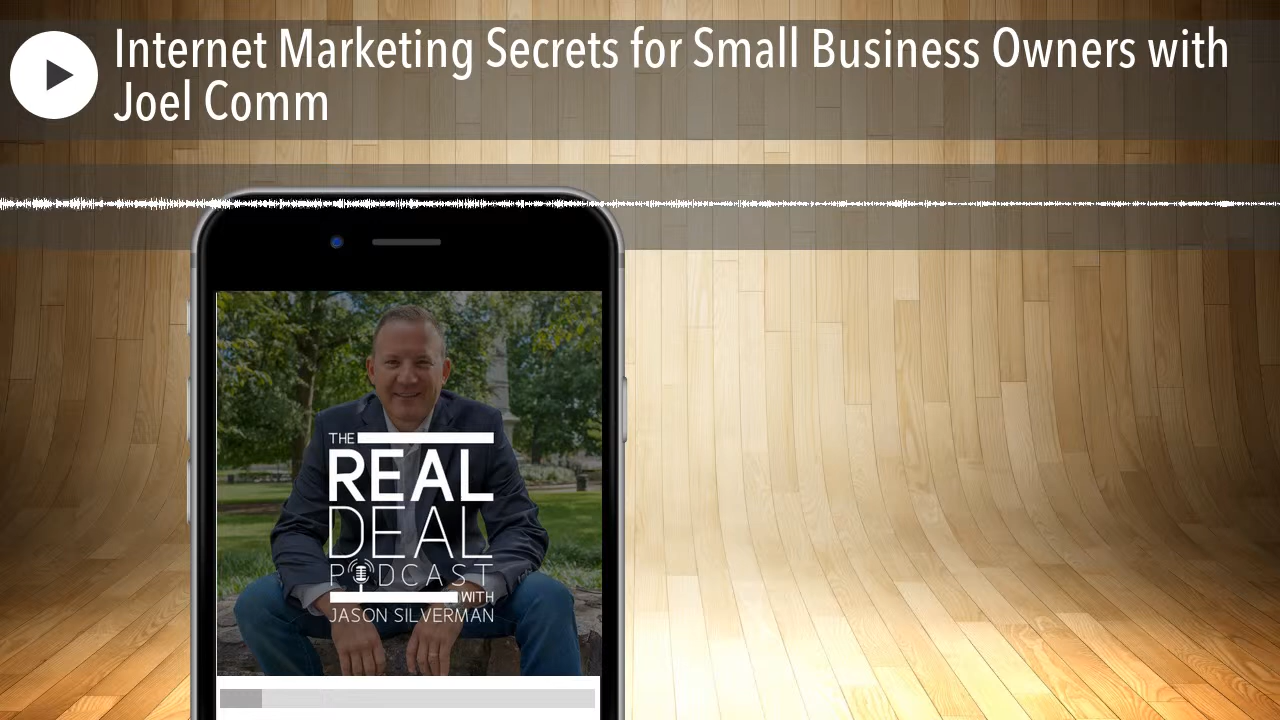 Internet Marketing Secrets for Small Business Owners with
Joel Comm
THE
REAL
DEAL
PODCAST
WITH
JASON SILVERMAN